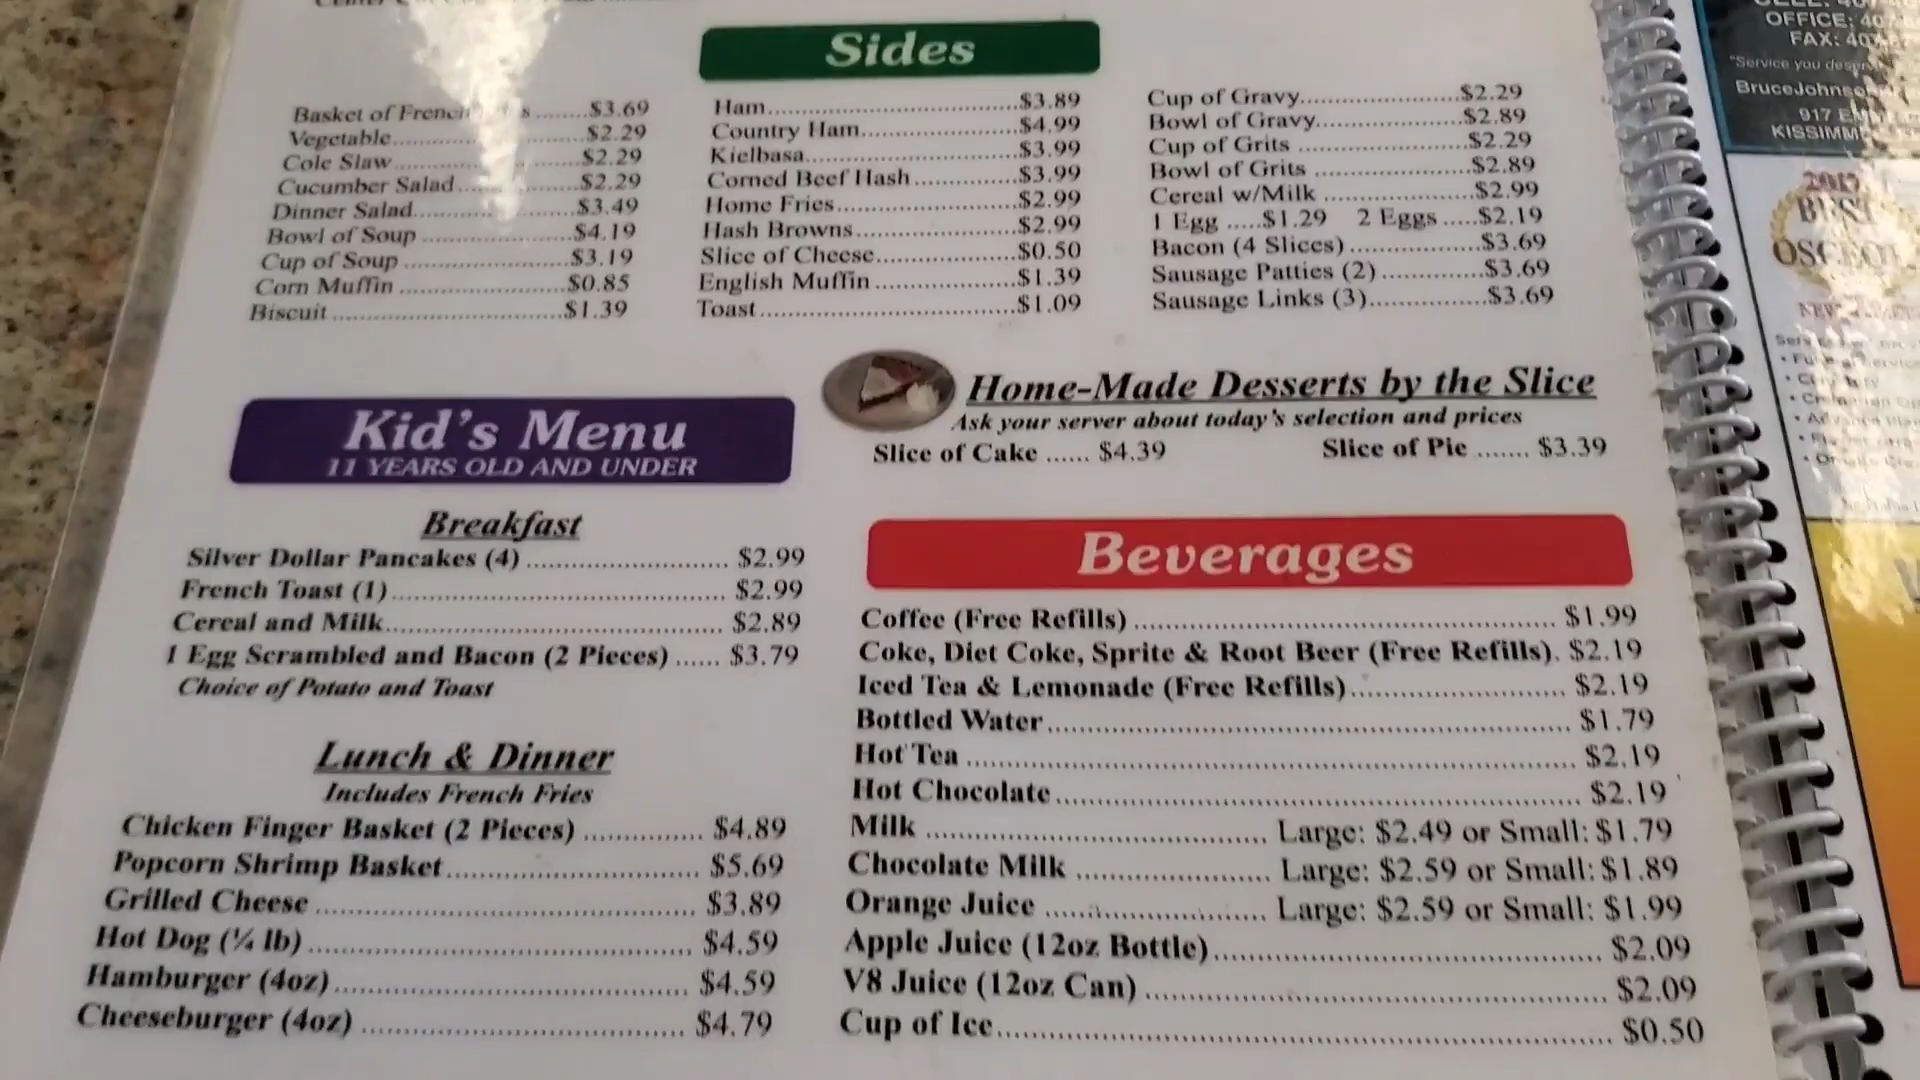 Sides
Basket of French ........$3.69
Vegetable........................$2.29
Cole Slaw........................$2.29
Cucumber Salad................$2.29
Dinner Salad.....................$3.49
Bowl of Soup ....................$4.19
Cup of Soup ......................$3.19
Corn Muffin ......................$0.85
Biscuit ..............................$1.39
Ham.................................$3.89
Country Ham......................$4.99
Kielbasa............................$3.99
Corned Beef Hash ..............$3.99
Home Fries........................$2.99
Hash Browns......................$2.99
Slice of Cheese...................$0.50
English Muffin ....................$1.39
Toast................................$1.09
Cup of Gravy......................$2.29
Bowl of Gravy.....................$2.89
Cup of Grits .......................$2.29
Bowl of Grits ......................$2.89
Cereal w/Milk .....................$2.99
1 Egg .....$1.29 2 Eggs .....$2.19
Bacon (4 Slices) .................$3.69
Sausage Patties (2) .............$3.69
Sausage Links (3)................$3.69
Home-Made Desserts by the Slice
Ask your server about today's selection and prices
Slice of Cake ...... $4.39 Slice of Pie ....... $3.39
Kid's Menu
11 YEARS OLD AND UNDER
Breakfast
Silver Dollar Pancakes (4) ............................ $2.99
French Toast (1)............................................. $2.99
Cereal and Milk.............................................. $2.89
1 Egg Scrambled and Bacon (2 Pieces) ...... $3.79
Choice of Potato and Toast
Lunch & Dinner
Includes French Fries
Chicken Finger Basket (2 Pieces) ............... $4.89
Popcorn Shrimp Basket................................ $5.69
Grilled Cheese ............................................... $3.89
Hot Dog (¼ lb) ................................................ $4.59
Hamburger (4oz)............................................ $4.59
Cheeseburger (4oz) ....................................... $4.79
Beverages
Coffee (Free Refills) ..................................................... $1.99
Coke, Diet Coke, Sprite & Root Beer (Free Refills). $2.19
Iced Tea & Lemonade (Free Refills)........................... $2.19
Bottled Water................................................................ $1.79
Hot Tea .......................................................................... $2.19
Hot Chocolate............................................................... $2.19
Milk ........................................... Large: $2.49 or Small: $1.79
Chocolate Milk ........................ Large: $2.59 or Small: $1.89
Orange Juice ............................ Large: $2.59 or Small: $1.99
Apple Juice (12oz Bottle)................................................ $2.09
V8 Juice (12oz Can) ........................................................ $2.09
Cup of Ice......................................................................... $0.50
OFFICE: 40
FAX: 407
"Service you
917 E
2017
BEST